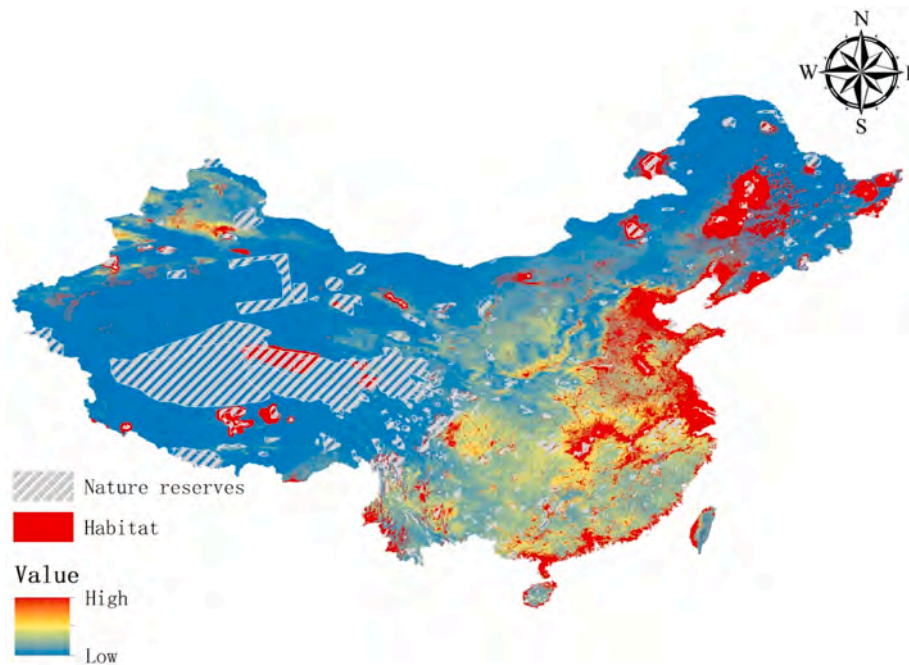 N
W
E
S
Nature reserves
Habitat
Value
High
Low